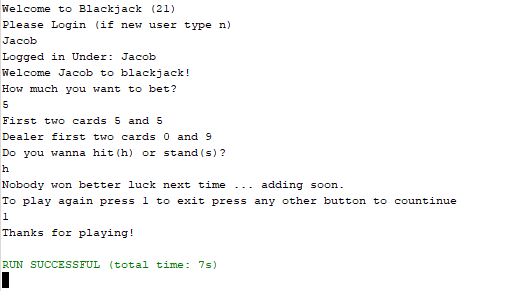 Welcome to Blackjack (21)
Please Login (if new user type n)
Jacob
Logged in Under: Jacob
Welcome Jacob to blackjack!
How much you want to bet?
5
First two cards 5 and 5
Dealer first two cards 0 and 9
Do you wanna hit(h) or stand(s)?
h
Nobody won better luck next time ... adding soon.
To play again press 1 to exit press any other button to countinue
1
Thanks for playing!
RUN SUCCESSFUL (total time: 7s)